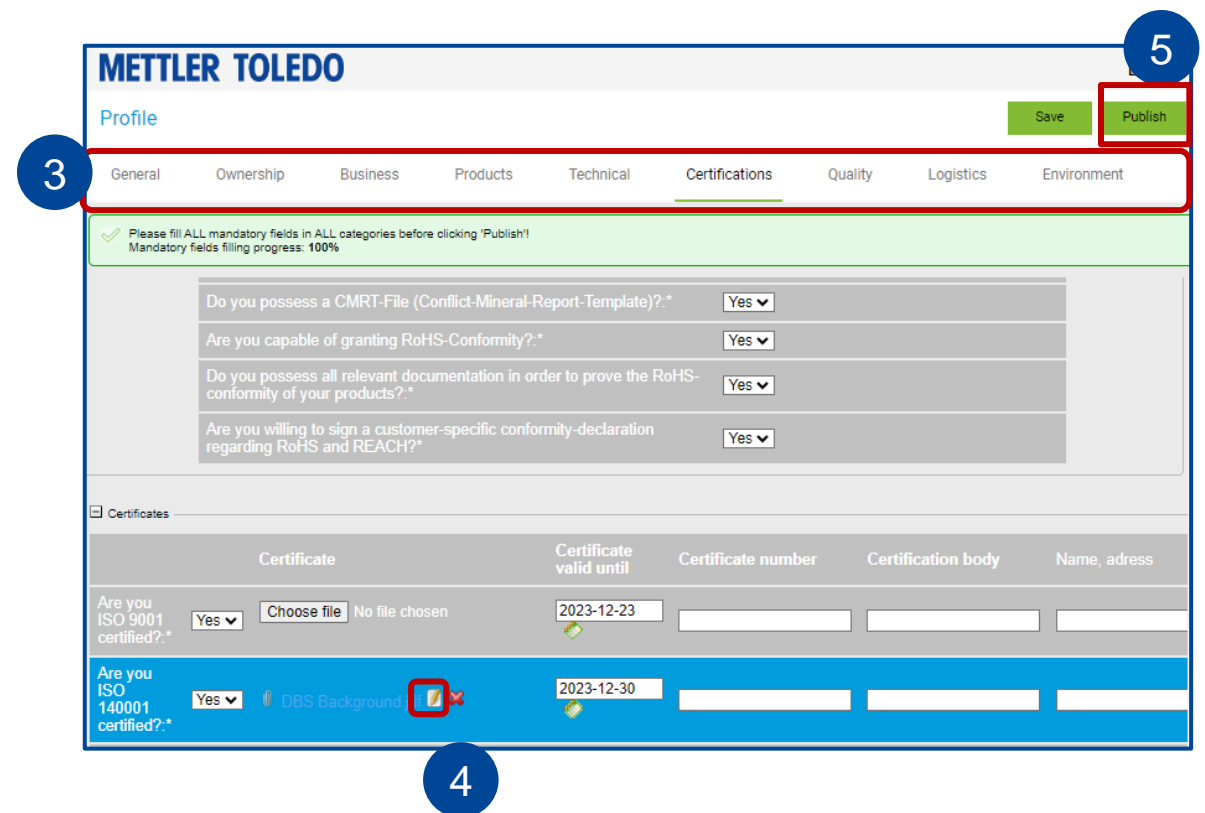 5
METTLER TOLEDO
Profile
Save
Publish
3
General Ownership Business Products Technical Certifications Quality Logistics Environment
Please fill ALL mandatory fields in ALL categories before clicking 'Publish'!
Mandatory fields filling progress: 100%
Do you possess a CMRT-File (Conflict-Mineral-Report-Template)?:* Yes
Are you capable of granting RoHS-Conformity?:* Yes
Do you possess all relevant documentation in order to prove the RoHS-
conformity of your products?:* Yes
Are you willing to sign a customer-specific conformity-declaration
regarding RoHS and REACH?* Yes
Certificates
Certificate
Certificate
valid until
Certificate number
Certification body
Name, adress
Are you
ISO 9001
certified?:*
Yes
Choose file No file chosen
2023-12-23
Are you
ISO
140001
certified?:*
Yes
DBS Background
2023-12-30
4